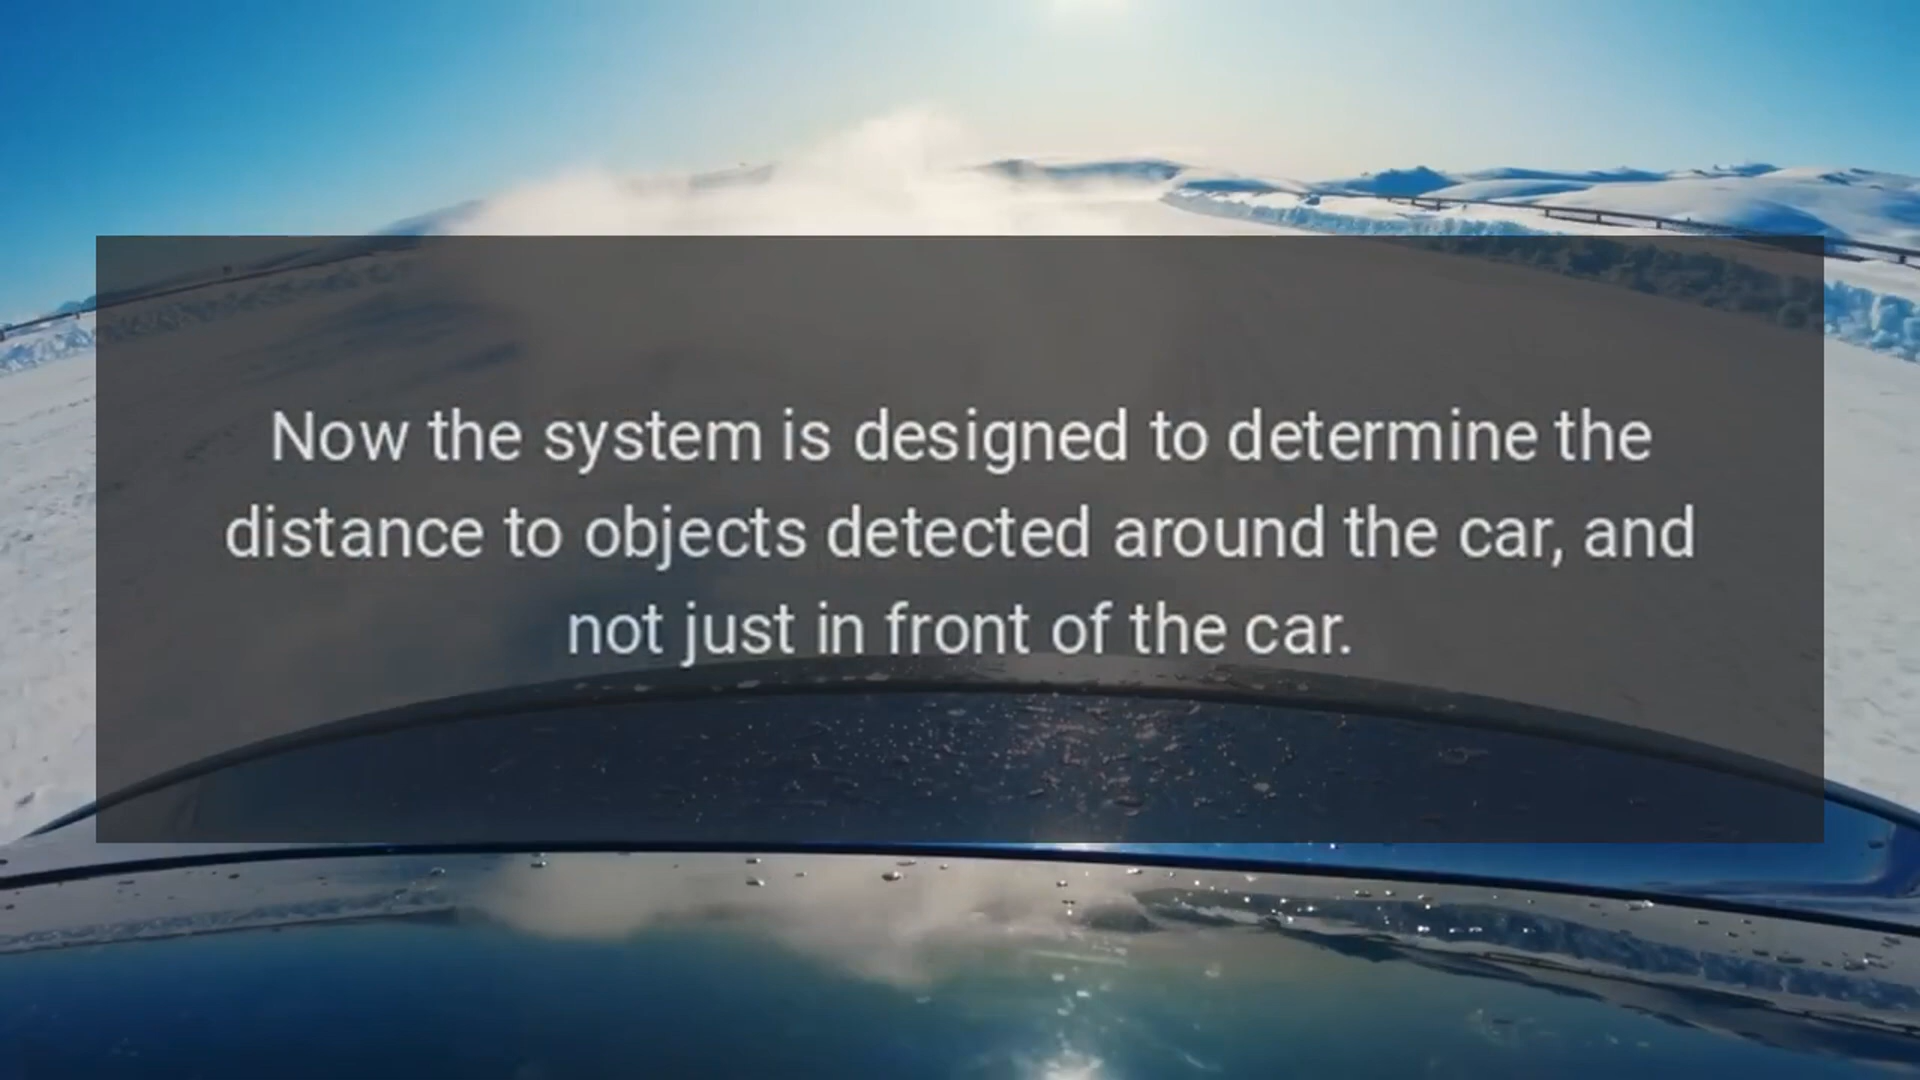 Now the system is designed to determine the
distance to objects detected around the car, and
not just in front of the car.